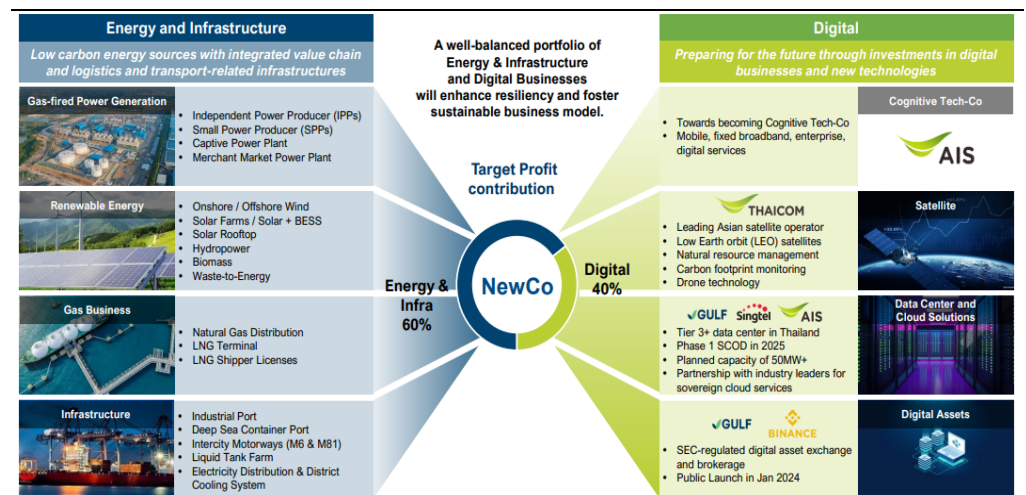 Energy and Infrastructure
Low carbon energy sources with integrated value chain
and logistics and transport-related infrastructures
Gas-fired Power Generation
• Independent Power Producer (IPPs)
• Small Power Producer (SPPs)
• Captive Power Plant
• Merchant Market Power Plant
Renewable Energy
• Onshore / Offshore Wind
• Solar Farms / Solar + BESS
• Solar Rooftop
• Hydropower
• Biomass
• Waste-to-Energy
Gas Business
• Natural Gas Distribution
• LNG Terminal
• LNG Shipper Licenses
Infrastructure
• Industrial Port
• Deep Sea Container Port
• Intercity Motorways (M6 & M81)
• Liquid Tank Farm
• Electricity Distribution & District
Cooling System
A well-balanced portfolio of
Energy & Infrastructure
and Digital Businesses
will enhance resiliency and foster
sustainable business model.
Target Profit
contribution
Energy &
Infra
60%
NewCo
Digital
40%
Digital
Preparing for the future through investments in digital
businesses and new technologies
• Towards becoming Cognitive Tech-Co
• Mobile, fixed broadband, enterprise,
digital services
Cognitive Tech-Co
AIS
THAICOM
• Leading Asian satellite operator
• Low Earth orbit (LEO) satellites
• Natural resource management
• Carbon footprint monitoring
• Drone technology
Satellite
GULF Singtel AIS
• Tier 3+ data center in Thailand
• Phase 1 SCOD in 2025
• Planned capacity of 50MW+
• Partnership with industry leaders for
sovereign cloud services
Data Center and
Cloud Solutions
GULF BINANCE
• SEC-regulated digital asset exchange
and brokerage
• Public Launch in Jan 2024
Digital Assets